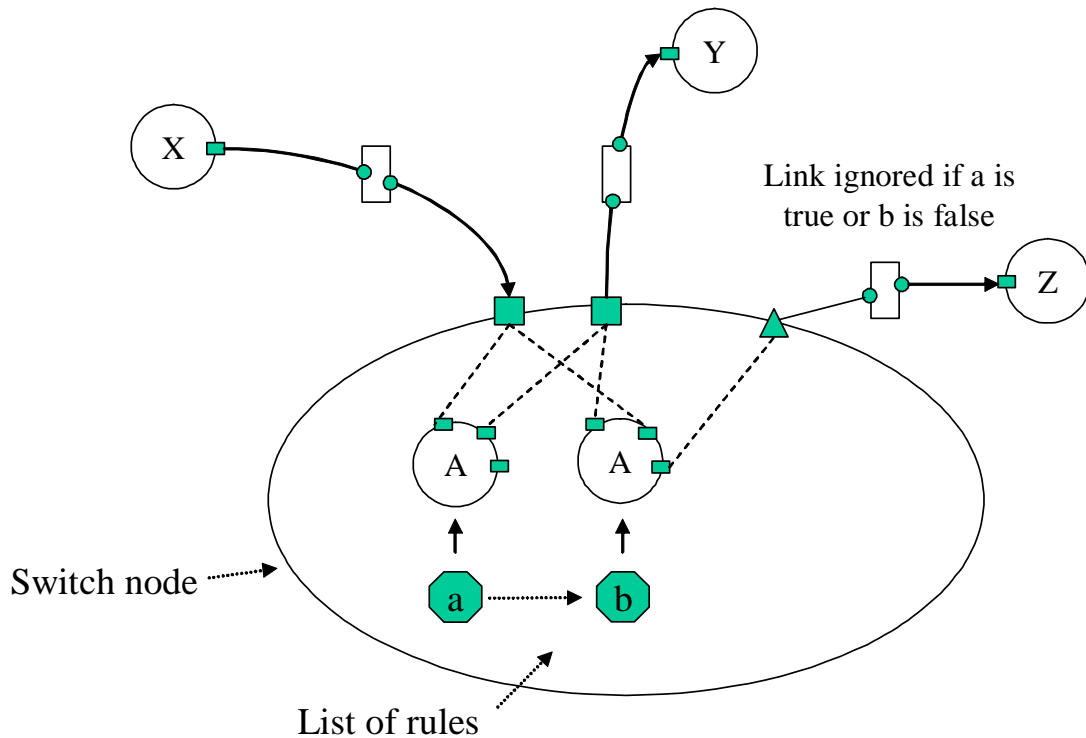 Y
X
Link ignored if a is
true or b is false
Z
A
A
Switch node
a
b
List of rules